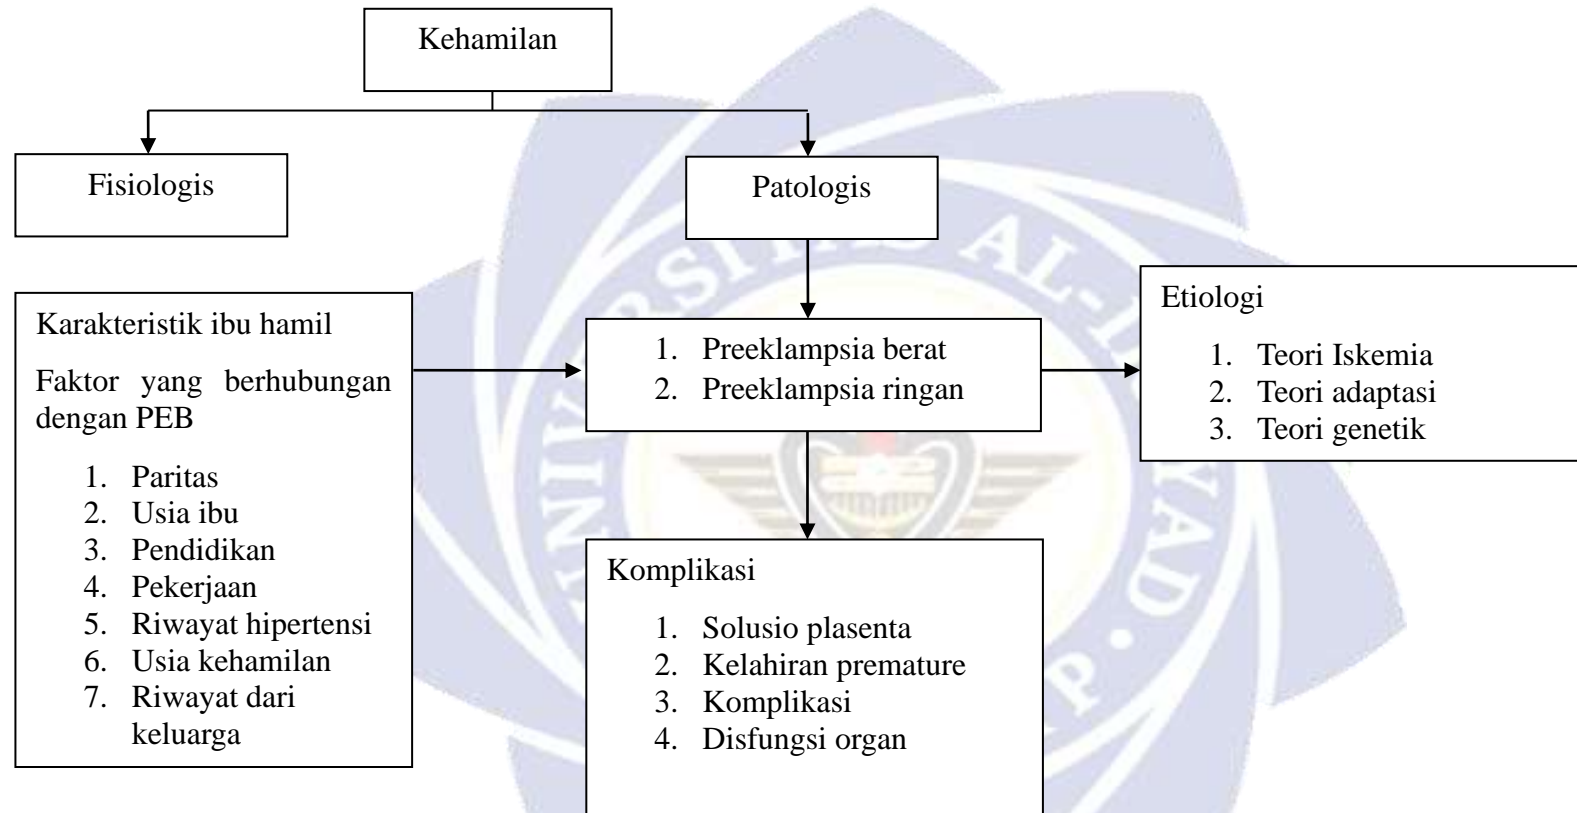 Kehamilan
Fisiologis
Patologis
Karakteristik ibu hamil
Faktor yang berhubungan
dengan PEB
1. Paritas
2. Usia ibu
3. Pendidikan
4. Pekerjaan
5. Riwayat hipertensi
6. Usia kehamilan
7. Riwayat dari
keluarga
1. Preeklampsia berat
2. Preeklampsia ringan
Etiologi
1. Teori Iskemia
2. Teori adaptasi
3. Teori genetik
Komplikasi
1. Solusio plasenta
2. Kelahiran premature
3. Komplikasi
4. Disfungsi organ